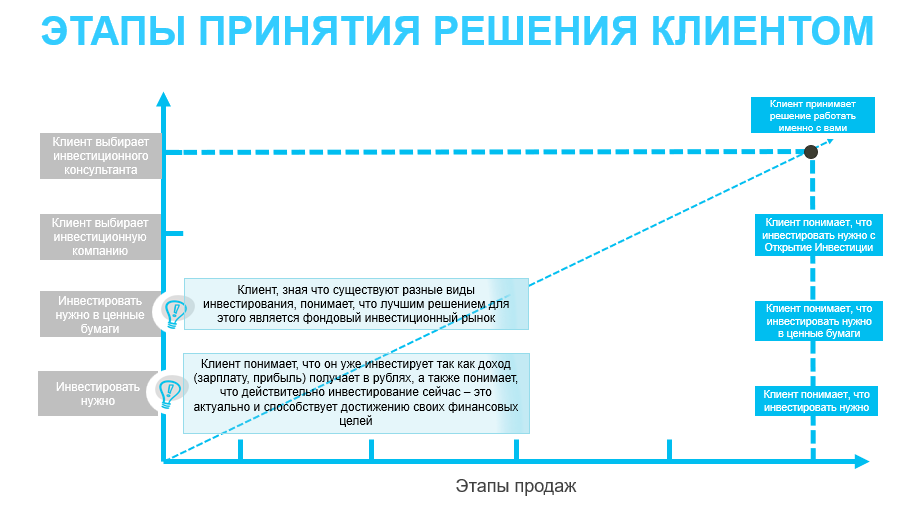 ЭТАПЫ ПРИНЯТИЯ РЕШЕНИЯ КЛИЕНТОМ
Клиент принимает
решение работать
именно с вами
Клиент выбирает
инвестиционного
консультанта
Клиент выбирает
инвестиционную
компанию
Клиент понимает, что
инвестировать нужно с
Открытие Инвестиции
Инвестировать
нужно в ценные
бумаги
Клиент, зная что существуют разные виды
инвестирования, понимает, что лучшим решением для
этого является фондовый инвестиционный рынок
Клиент понимает, что
инвестировать нужно
в ценные бумаги
Инвестировать
нужно
Клиент понимает, что он уже инвестирует так как доход
(зарплату, прибыль) получает в рублях, а также понимает,
что действительно инвестирование сейчас – это
актуально и способствует достижению своих финансовых
целей
Клиент понимает, что
инвестировать нужно
Этапы продаж